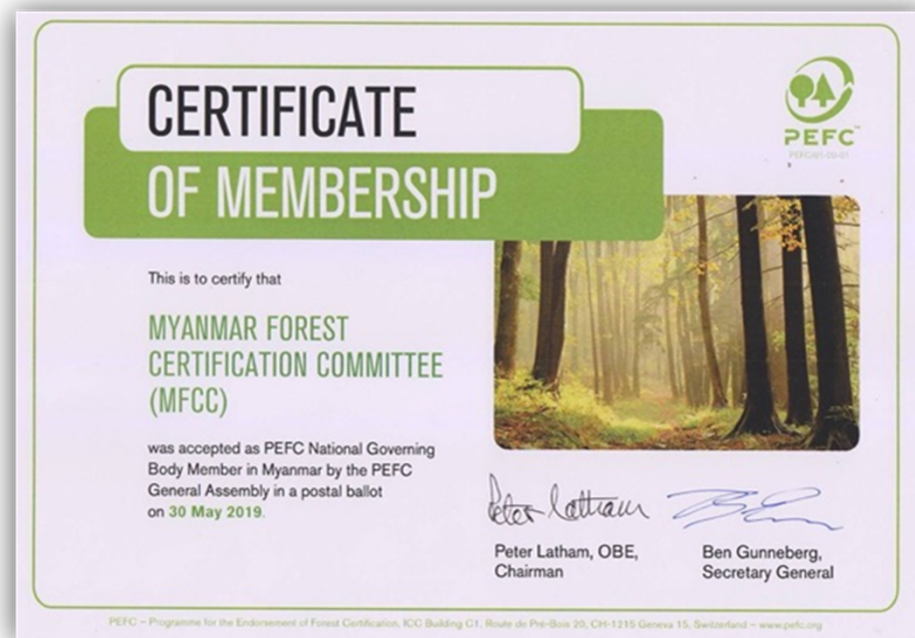 CERTIFICATE
OF MEMBERSHIP
PEFC™
This is to certify that
MYANMAR FOREST
CERTIFICATION COMMITTEE
(MFCC)
was accepted as PEFC National Governing
Body Member in Myanmar by the PEFC
General Assembly in a postal ballot
on 30 May 2019.
Peter Latham
Peter Latham, OBE,
Chairman
Ben Gunneberg,
Secretary General
PEFC – Programme for the Endorsement of Forest Certification, ICC Building C1, Route de Pré-Bois 20, CH-1215 Geneva 15, Switzerland – www.pefc.org